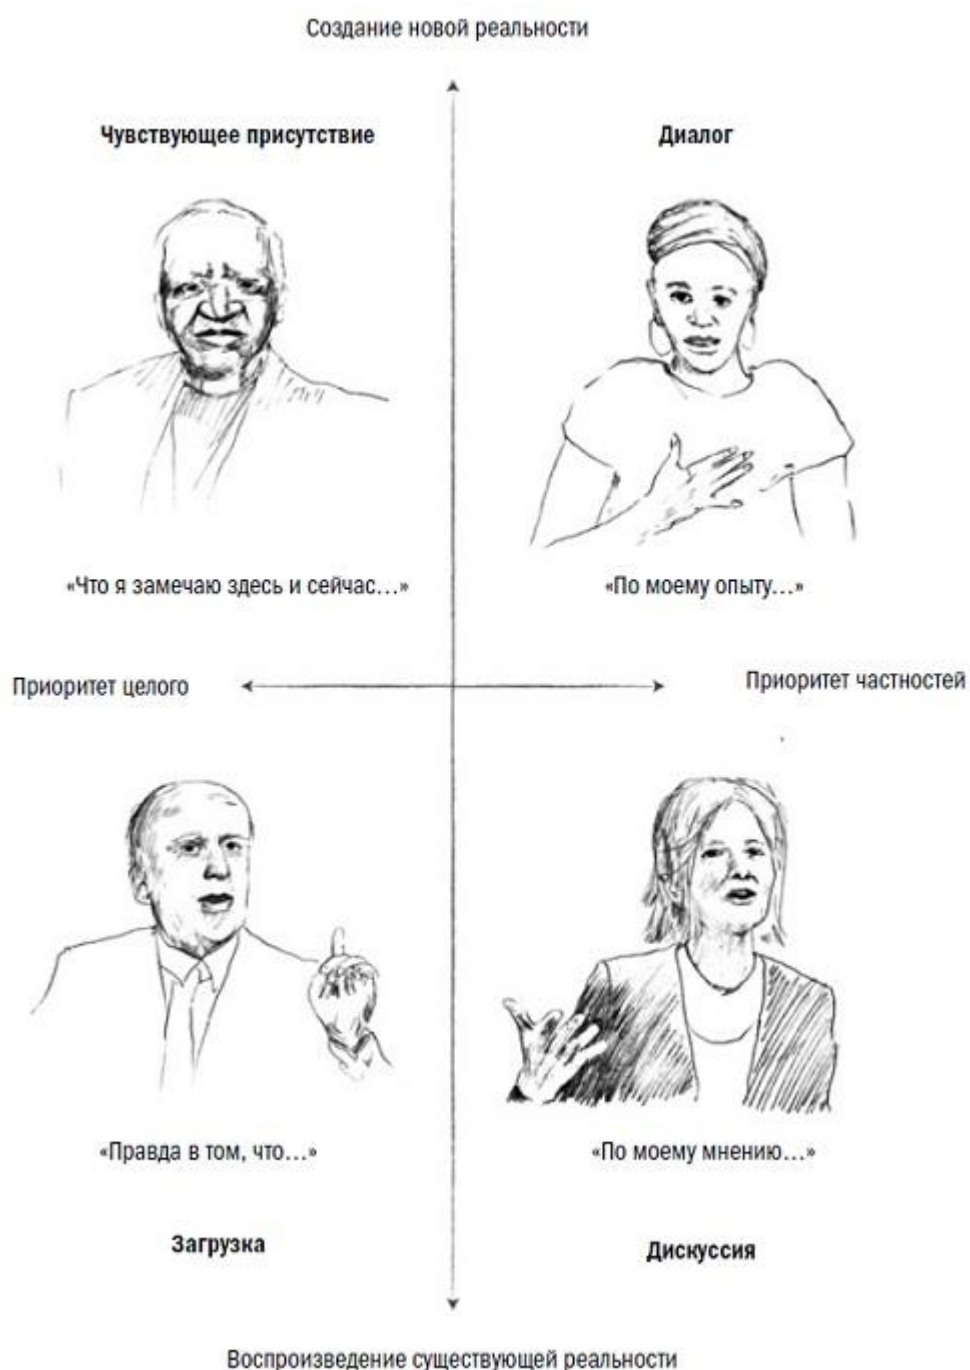 Создание новой реальности
Чувствующее присутствие
Диалог
«Что я замечаю здесь и сейчас...»
«По моему опыту...»
Приоритет целого
Приоритет частностей
«Правда в том, что...»
«По моему мнению...»
Загрузка
Дискуссия
Воспроизведение существующей реальности